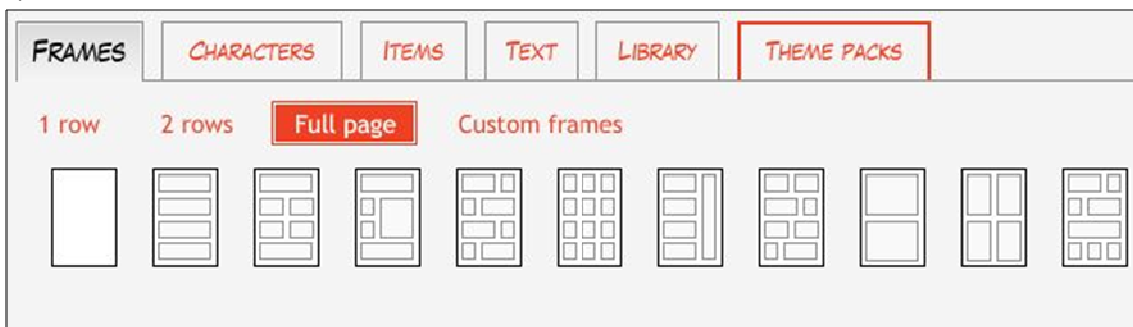 FRAMES CHARACTERS ITEMS TEXT LIBRARY THEME PACKS
1 row 2 rows Full page Custom frames